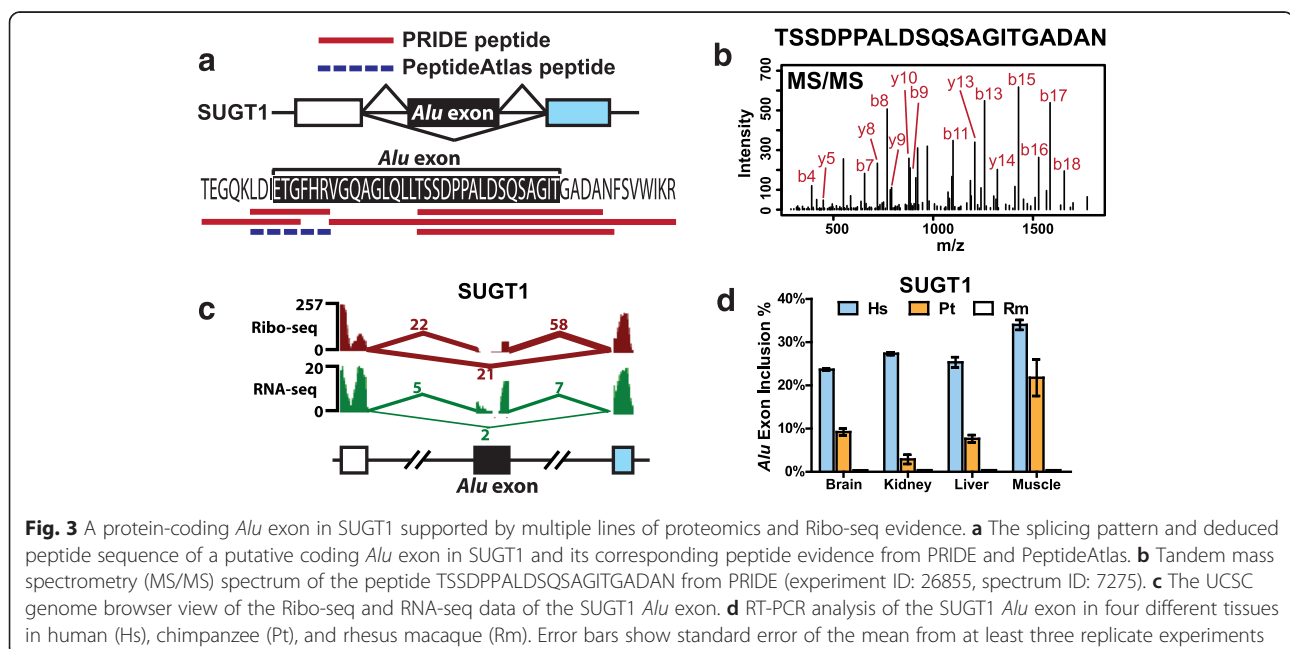 a
PRIDE peptide
PeptideAtlas peptide
SUGT1
Alu exon
Alu exon
TEGQKLDIETGFHRVGQAGLQLLTSSDPPALDSQSAGITGADANFSVWIKR
b
TSSDPPALDSQSAGITGADAN
MS/MS
Intensity
700
500
300
100
0
b4
y5
b7
y8
b8
y9
y10
b9
b11
y13
b13
y14
b15
b16
b17
b18
500
1000
1500
m/z
c
SUGT1
Ribo-seq
257
0
22
58
21
RNA-seq
20
0
5
7
2
Alu exon
d
SUGT1
Hs
Pt
Rm
Alu Exon Inclusion %
40%
30%
20%
10%
0%
Brain
Kidney
Liver
Muscle
Fig. 3 A protein-coding Alu exon in SUGT1 supported by multiple lines of proteomics and Ribo-seq evidence. a The splicing pattern and deduced
peptide sequence of a putative coding Alu exon in SUGT1 and its corresponding peptide evidence from PRIDE and PeptideAtlas. b Tandem mass
spectrometry (MS/MS) spectrum of the peptide TSSDPPALDSQSAGITGADAN from PRIDE (experiment ID: 26855, spectrum ID: 7275). c The UCSC
genome browser view of the Ribo-seq and RNA-seq data of the SUGT1 Alu exon. d RT-PCR analysis of the SUGT1 Alu exon in four different tissues
in human (Hs), chimpanzee (Pt), and rhesus macaque (Rm). Error bars show standard error of the mean from at least three replicate experiments